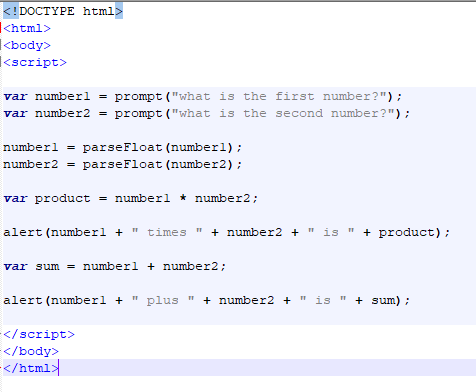 <!DOCTYPE html>
<html>
<body>
<script>
var number1 = prompt("what is the first number?");
var number2 = prompt("what is the second number?");
number1 = parseFloat(number1);
number2 = parseFloat(number2);
var product = number1 * number2;
alert(number1 + " times " + number2 + " is " + product);
var sum = number1 + number2;
alert(number1 + " plus " + number2 + " is " + sum);
</script>
</body>
</html>